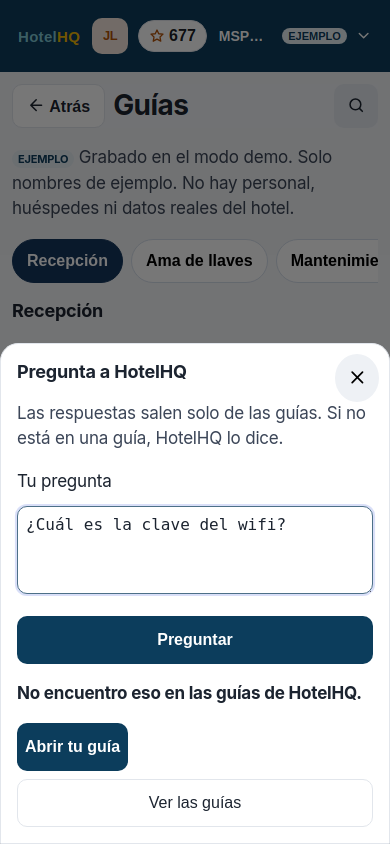 HotelHQ JL 677 MSP... EJEMPLO
Atrás Guías
EJEMPLO Grabado en el modo demo. Solo
nombres de ejemplo. No hay personal,
huéspedes ni datos reales del hotel.
Recepción Ama de llaves Mantenimie
Recepción
Pregunta a HotelHQ
Las respuestas salen solo de las guías. Si no
está en una guía, HotelHQ lo dice.
Tu pregunta
¿Cuál es la clave del wifi?
Preguntar
No encuentro eso en las guías de HotelHQ.
Abrir tu guía
Ver las guías